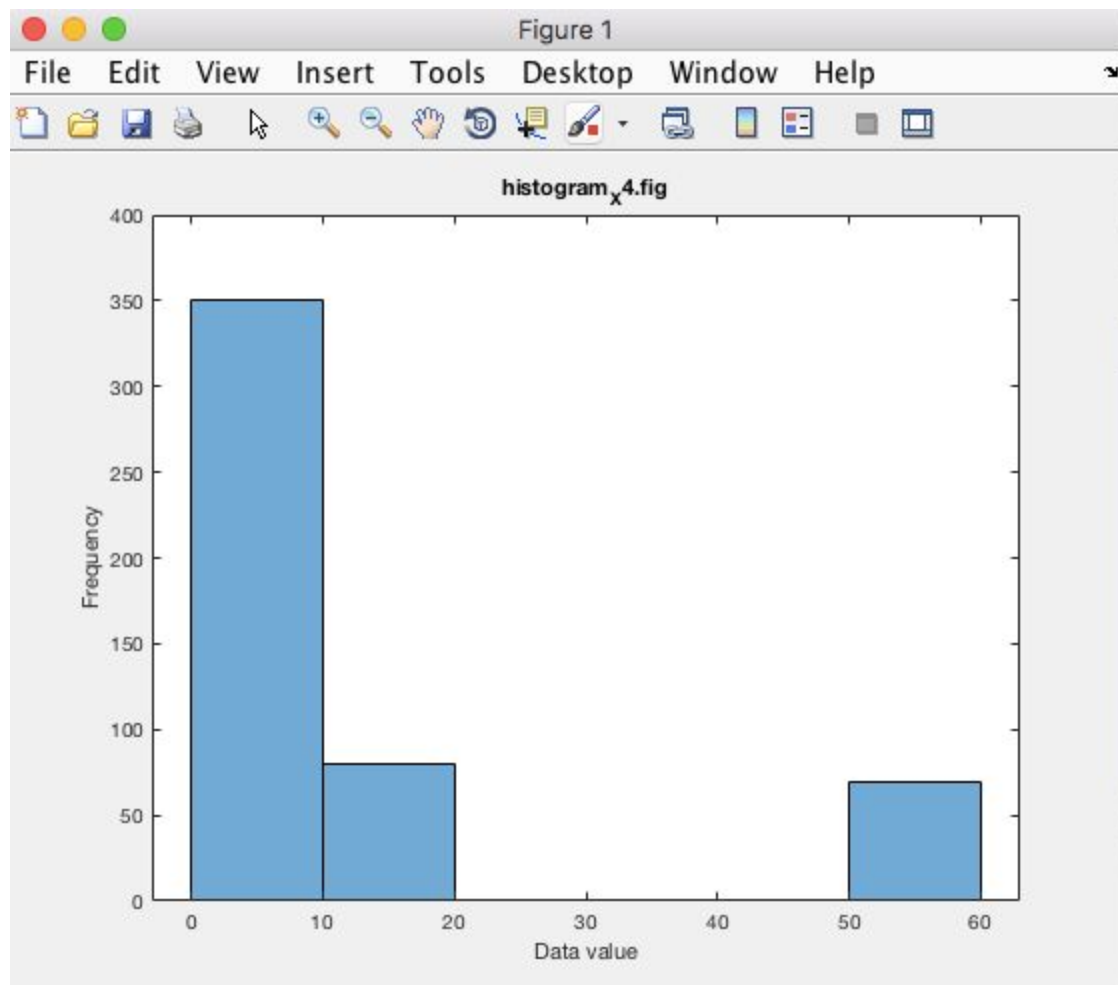 Figure 1
File Edit View Insert Tools Desktop Window Help
histogramx4.fig
400
350
300
250
200
150
100
50
0
Frequency
0 10 20 30 40 50 60
Data value